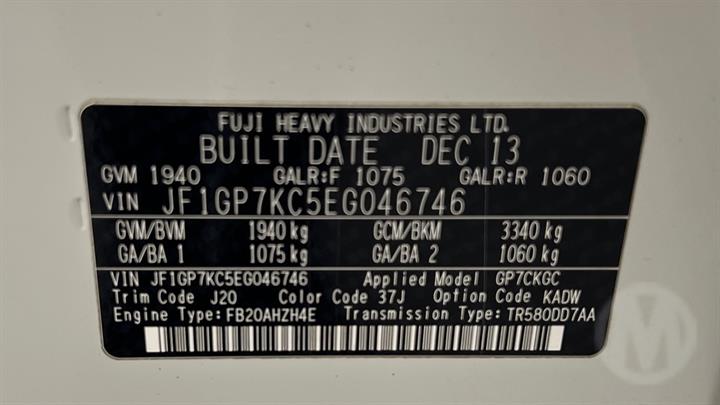 FUJI HEAVY INDUSTRIES LTD.
BUILT DATE DEC 13
GVM 1940 GALR:F 1075 GALR:R 1060
VIN JF1GP7KC5EG046746
GVM/BVM 1940 kg GCM/BKM 3340 kg
GA/BA 1 1075 kg GA/BA 2 1060 kg
VIN JF1GP7KC5EG046746 Applied Model GP7CKGC
Trim Code J20 Color Code 37J Option Code KADW
Engine Type:FB20AHZH4E Transmission Type:TR580DD7AA
M